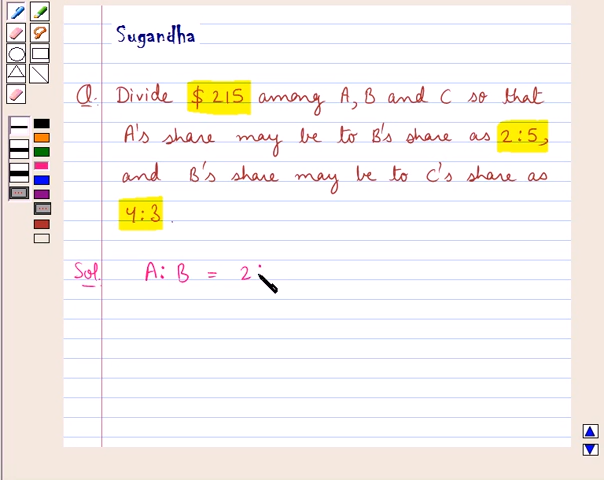 Sugandha
Q. Divide $ 215 among A, B and C so that
A's share may be to B's share as 2:5,
and B's share may be to C's share as
4:3.
Sol. A: B = 2: